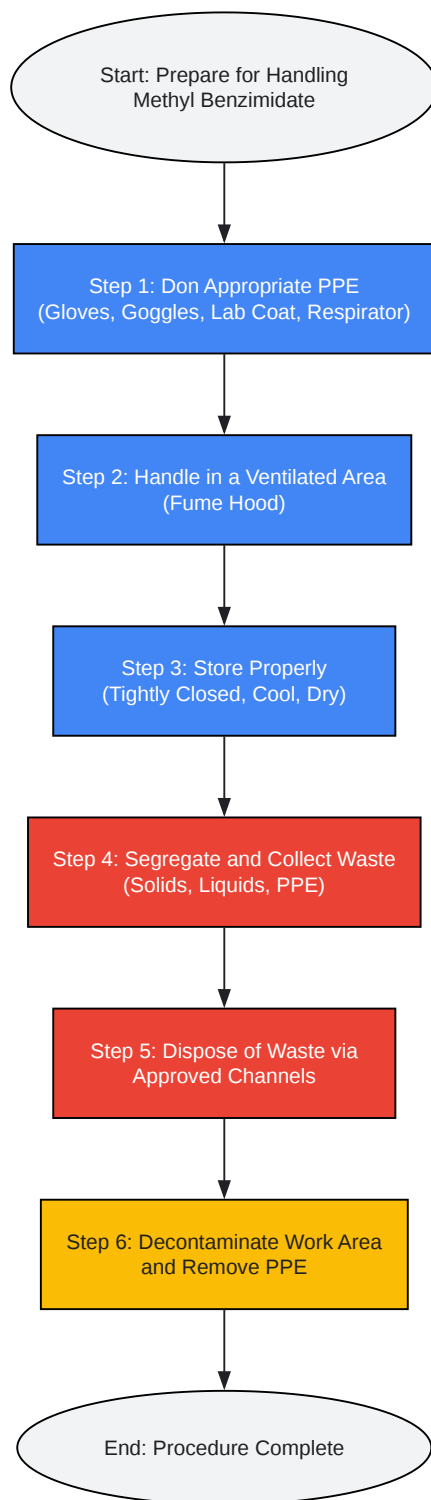 Start: Prepare for Handling
Methyl Benzimidate
Step 1: Don Appropriate PPE
(Gloves, Goggles, Lab Coat, Respirator)
Step 2: Handle in a Ventilated Area
(Fume Hood)
Step 3: Store Properly
(Tightly Closed, Cool, Dry)
Step 4: Segregate and Collect Waste
(Solids, Liquids, PPE)
Step 5: Dispose of Waste via
Approved Channels
Step 6: Decontaminate Work Area
and Remove PPE
End: Procedure Complete